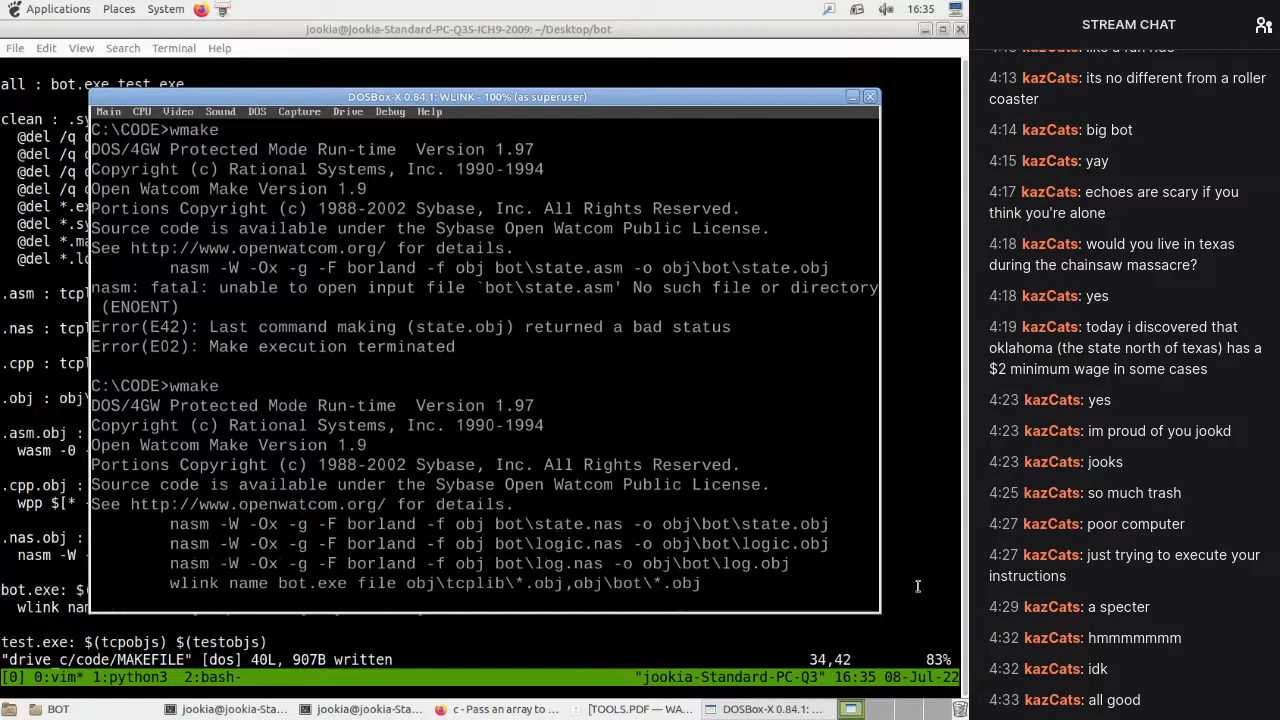 Applications Places System 16:35
jookia@jookia-Standard-PC-Q35-ICH9-2009: ~/Desktop/bot
File Edit View Search Terminal Help
all : bot.exe test.exe
clean : .sy
@del /q
@del /q
@del /q
@del /q
@del *.ex
@del *.sy
@del *.ma
@del *.lo
.asm : tcpl
.nas : tcpl
.cpp : tcpl
.obj : obj\
.asm.obj :
wasm -0
.cpp.obj :
wpp $[*
.nas.obj :
nasm -W
bot.exe: $(
wlink nam
test.exe: $(tcpobjs) $(testobjs)
"drive_c/code/MAKEFILE" [dos] 40L, 907B written 34,42 83%
[0] 0:vim* 1:python3 2:bash- "jookia-Standard-PC-Q3" 16:35 08-Jul-22
DOSBox-X 0.84.1: WLINK - 100% (as superuser)
Main CPU Video Sound DOS Capture Drive Debug Help
C:\CODE>wmake
DOS/4GW Protected Mode Run-time Version 1.97
Copyright (c) Rational Systems, Inc. 1990-1994
Open Watcom Make Version 1.9
Portions Copyright (c) 1988-2002 Sybase, Inc. All Rights Reserved.
Source code is available under the Sybase Open Watcom Public License.
See http://www.openwatcom.org/ for details.
nasm -W -Ox -g -F borland -f obj bot\state.asm -o obj\bot\state.obj
nasm: fatal: unable to open input file `bot\state.asm' No such file or directory
(ENOENT)
Error(E42): Last command making (state.obj) returned a bad status
Error(E02): Make execution terminated
C:\CODE>wmake
DOS/4GW Protected Mode Run-time Version 1.97
Copyright (c) Rational Systems, Inc. 1990-1994
Open Watcom Make Version 1.9
Portions Copyright (c) 1988-2002 Sybase, Inc. All Rights Reserved.
Source code is available under the Sybase Open Watcom Public License.
See http://www.openwatcom.org/ for details.
nasm -W -Ox -g -F borland -f obj bot\state.nas -o obj\bot\state.obj
nasm -W -Ox -g -F borland -f obj bot\logic.nas -o obj\bot\logic.obj
nasm -W -Ox -g -F borland -f obj bot\log.nas -o obj\bot\log.obj
wlink name bot.exe file obj\tcplib\*.obj,obj\bot\*.obj
BOT jookia@jookia-Sta... jookia@jookia-Sta... c - Pass an array to ... [TOOLS.PDF — WA... DOSBox-X 0.84.1: ...
STREAM CHAT
4:13 kazCats: its no different from a roller
coaster
4:14 kazCats: big bot
4:15 kazCats: yay
4:17 kazCats: echoes are scary if you
think you're alone
4:18 kazCats: would you live in texas
during the chainsaw massacre?
4:18 kazCats: yes
4:19 kazCats: today i discovered that
oklahoma (the state north of texas) has a
$2 minimum wage in some cases
4:23 kazCats: yes
4:23 kazCats: im proud of you jookd
4:23 kazCats: jooks
4:25 kazCats: so much trash
4:27 kazCats: poor computer
4:27 kazCats: just trying to execute your
instructions
4:29 kazCats: a specter
4:32 kazCats: hmmmmmmm
4:32 kazCats: idk
4:33 kazCats: all good